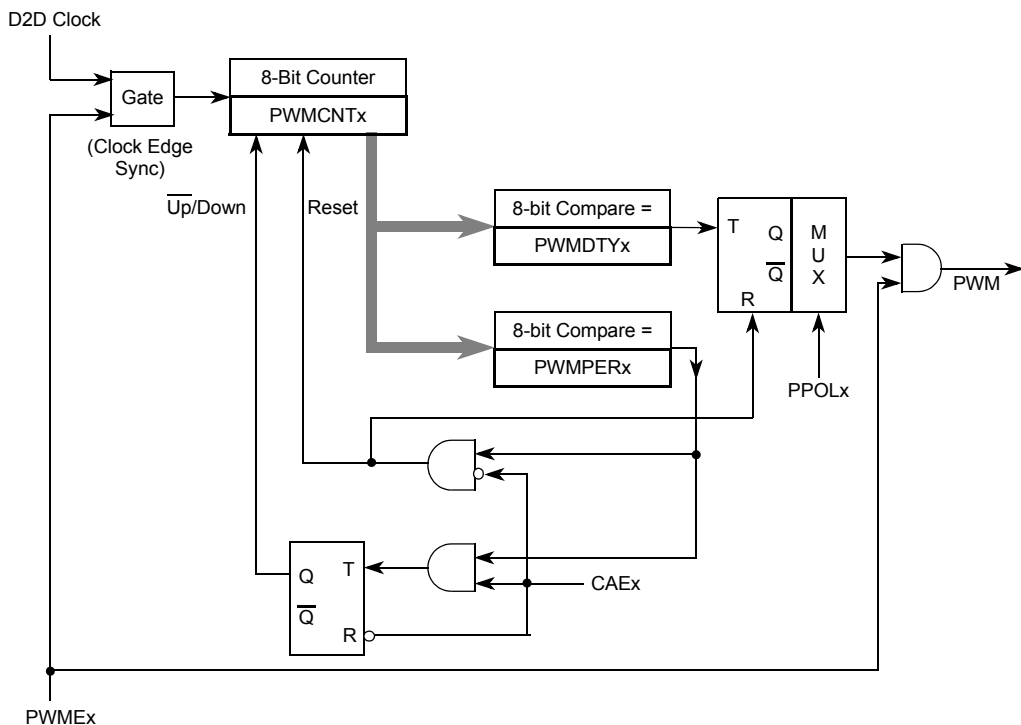 D2D Clock
Gate
(Clock Edge
Sync)
8-Bit Counter
PWMCNTx
U̅p̅/Down
Reset
8-bit Compare =
PWMDTYx
T
Q
Q̅
R
M
U
X
PWM
8-bit Compare =
PWMPERx
PPOLx
Q
T
Q̅
R
CAEx
PWMEx